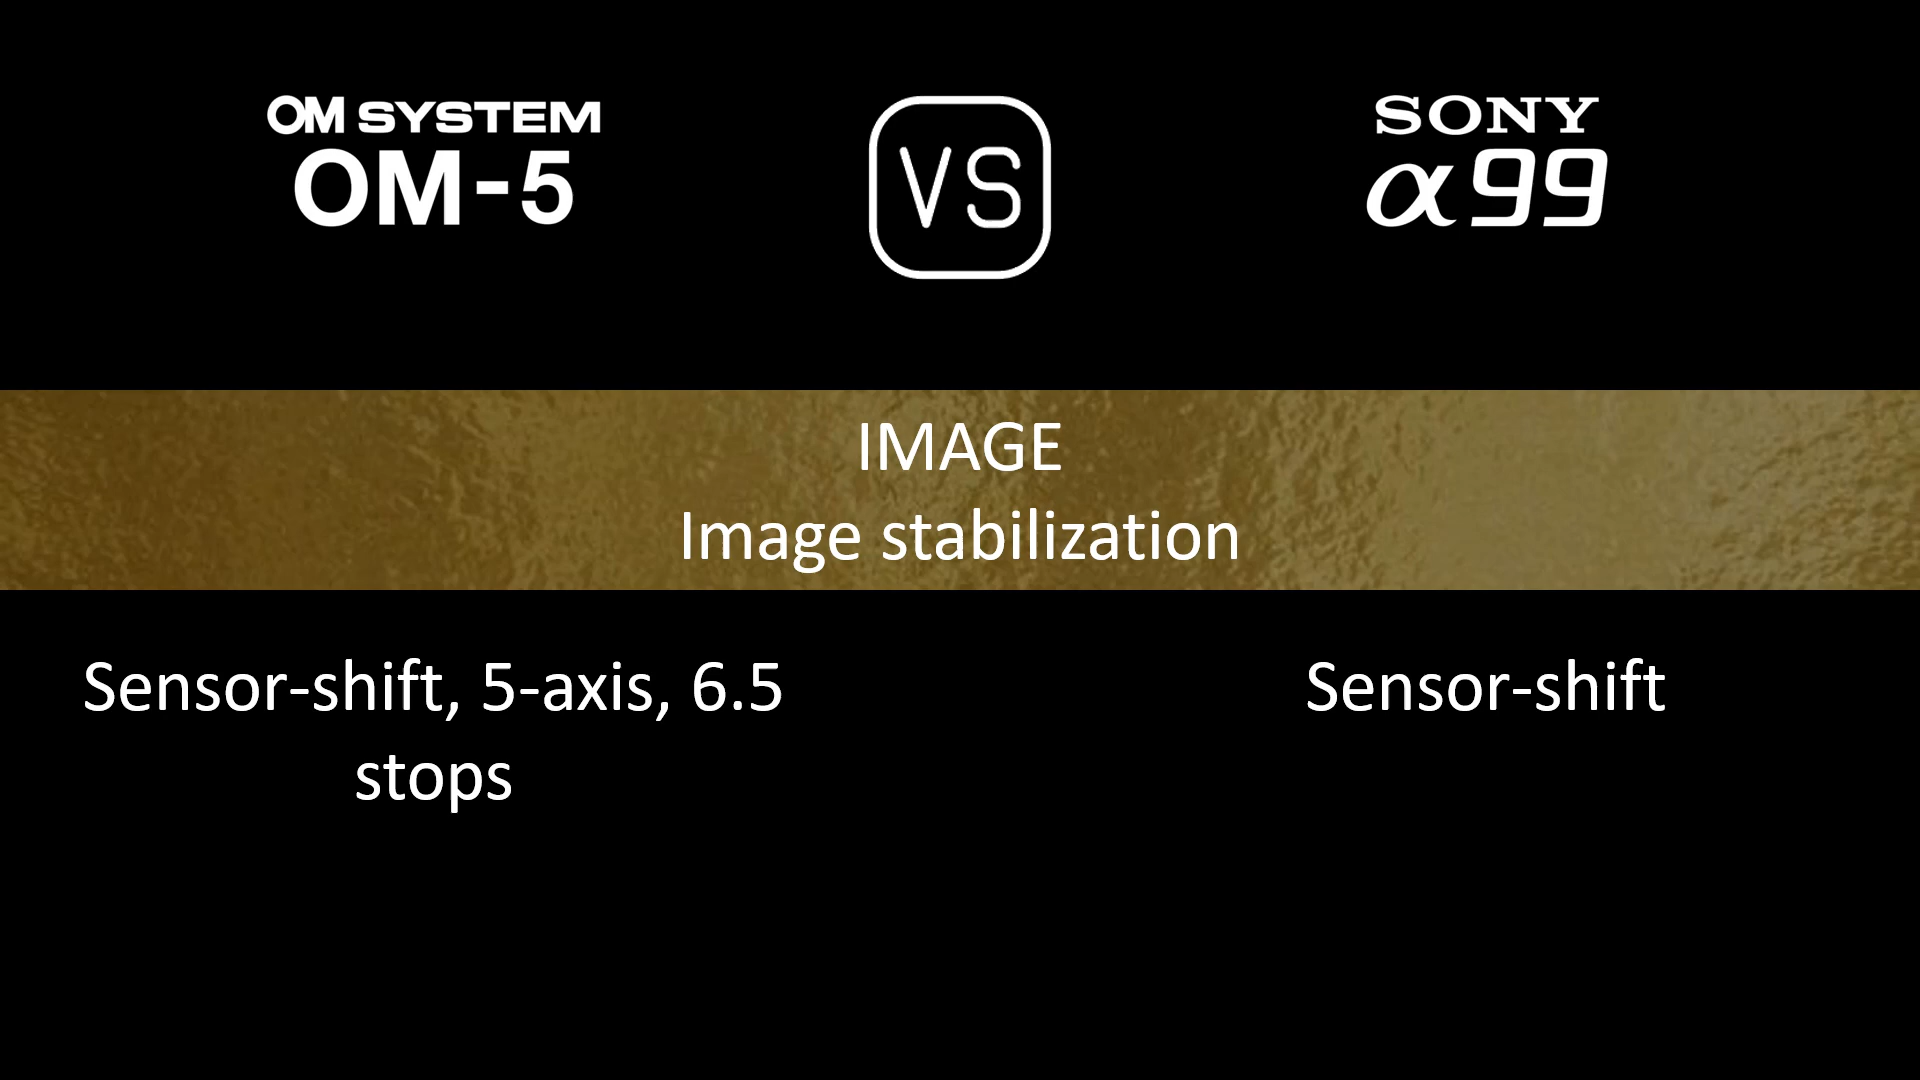 OM SYSTEM
OM-5
VS
SONY
α99
IMAGE
Image stabilization
Sensor-shift, 5-axis, 6.5
stops
Sensor-shift